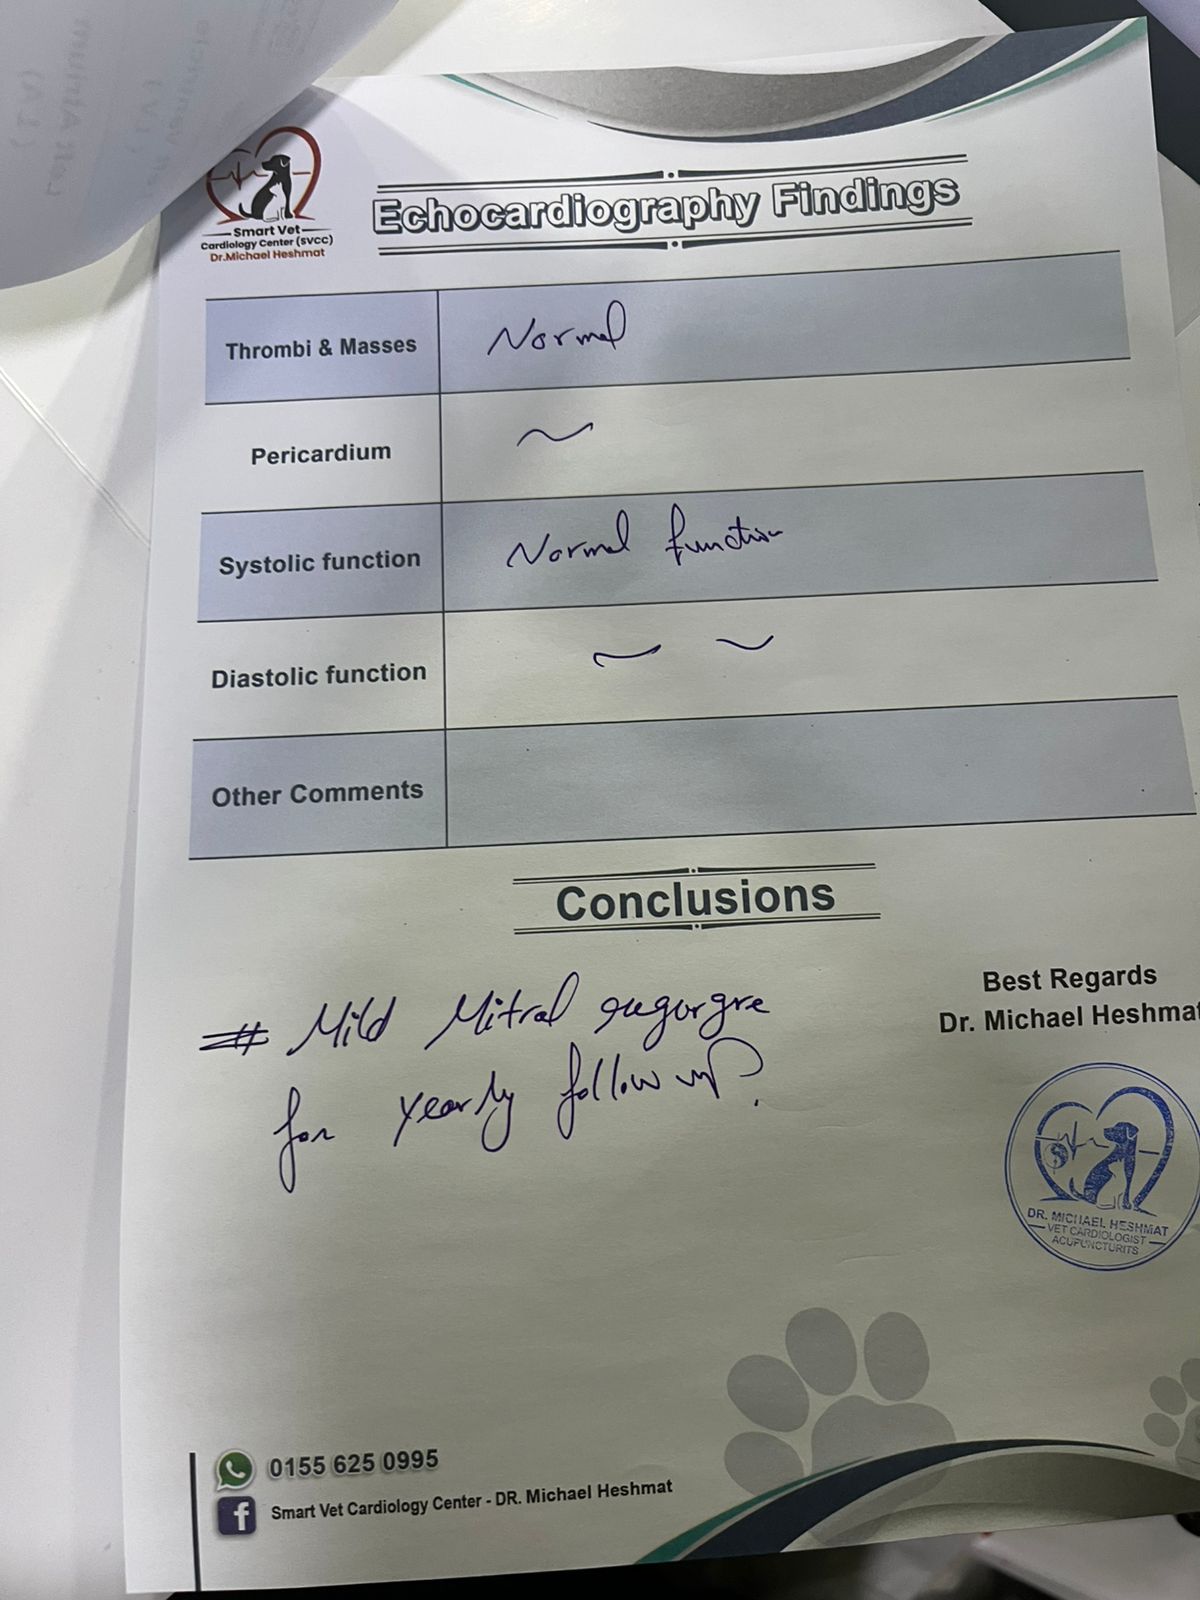 Smart Vet
Cardiology Center (SVCC)
Dr.Michael Heshmat
Echocardiography Findings
Thrombi & Masses Normal
Pericardium ~
Systolic function Normal function
Diastolic function ~ ~
Other Comments
Conclusions
# Mild Mitral regurgre
for yearly follow up
Best Regards
Dr. Michael Heshmat
DR. MICHAEL HESHMAT
VET CARDIOLOGIST
ACUPUNCTURITS
0155 625 0995
f Smart Vet Cardiology Center - DR. Michael Heshmat